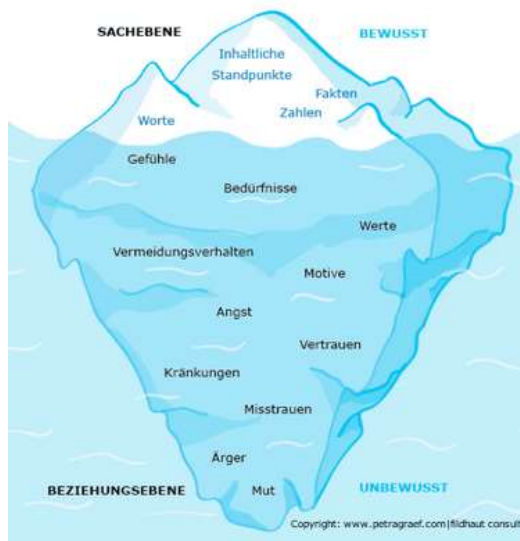 SACHEBENE
BEWUSST
Inhaltliche
Standpunkte
Fakten
Zahlen
Worte
Gefühle
Bedürfnisse
Werte
Vermeidungsverhalten
Motive
Angst
Vertrauen
Kränkungen
Misstrauen
Ärger
BEZIEHUNGSEBENE
Mut
UNBEWUSST
Copyright: www.petragraef.com|fildhaut consult